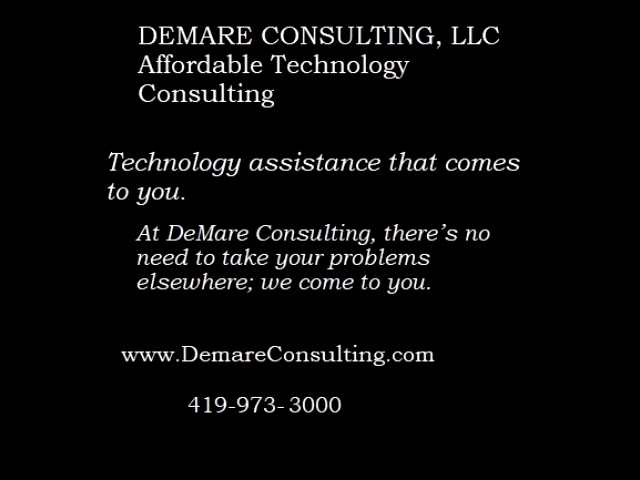 DEMARE CONSULTING, LLC
Affordable Technology
Consulting
Technology assistance that comes
to you.
At DeMare Consulting, there's no
need to take your problems
elsewhere; we come to you.
www.DemareConsulting.com
419-973-3000